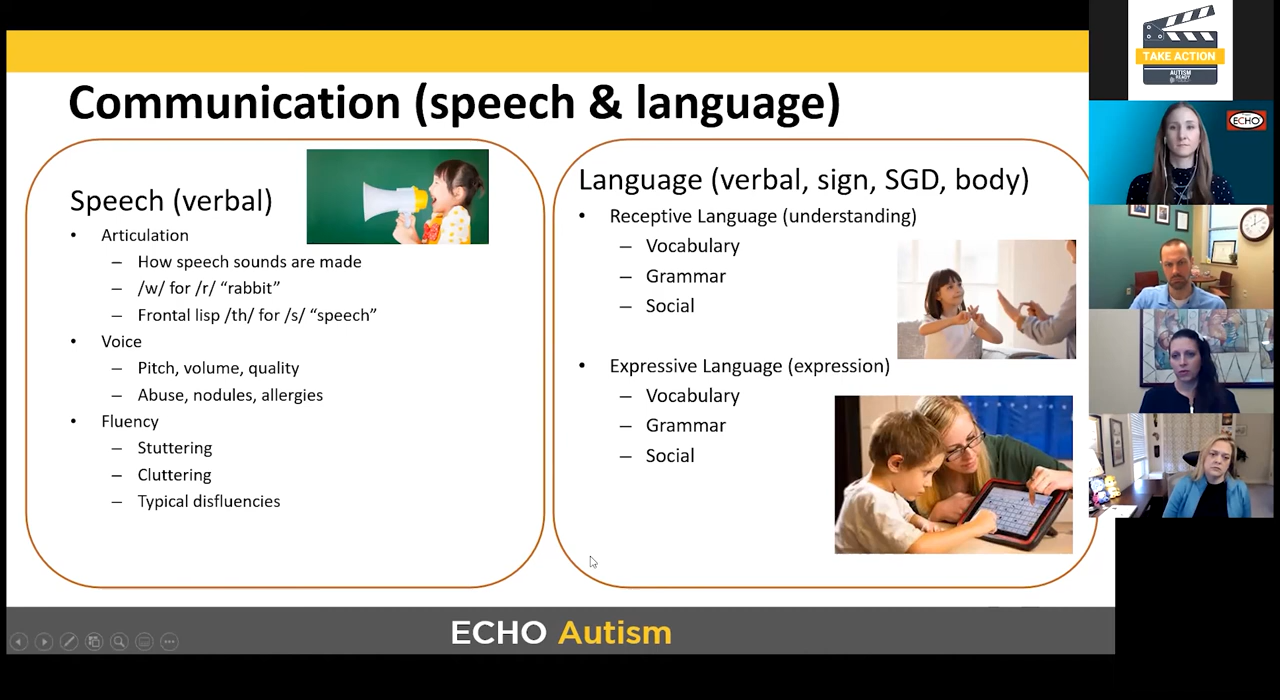 Communication (speech & language)
Speech (verbal)
• Articulation
– How speech sounds are made
– /w/ for /r/ “rabbit”
– Frontal lisp /th/ for /s/ “speech”
• Voice
– Pitch, volume, quality
– Abuse, nodules, allergies
• Fluency
– Stuttering
– Cluttering
– Typical disfluencies
Language (verbal, sign, SGD, body)
• Receptive Language (understanding)
– Vocabulary
– Grammar
– Social
• Expressive Language (expression)
– Vocabulary
– Grammar
– Social
ECHO Autism
TAKE ACTION
AUTISM
READY
ECHO